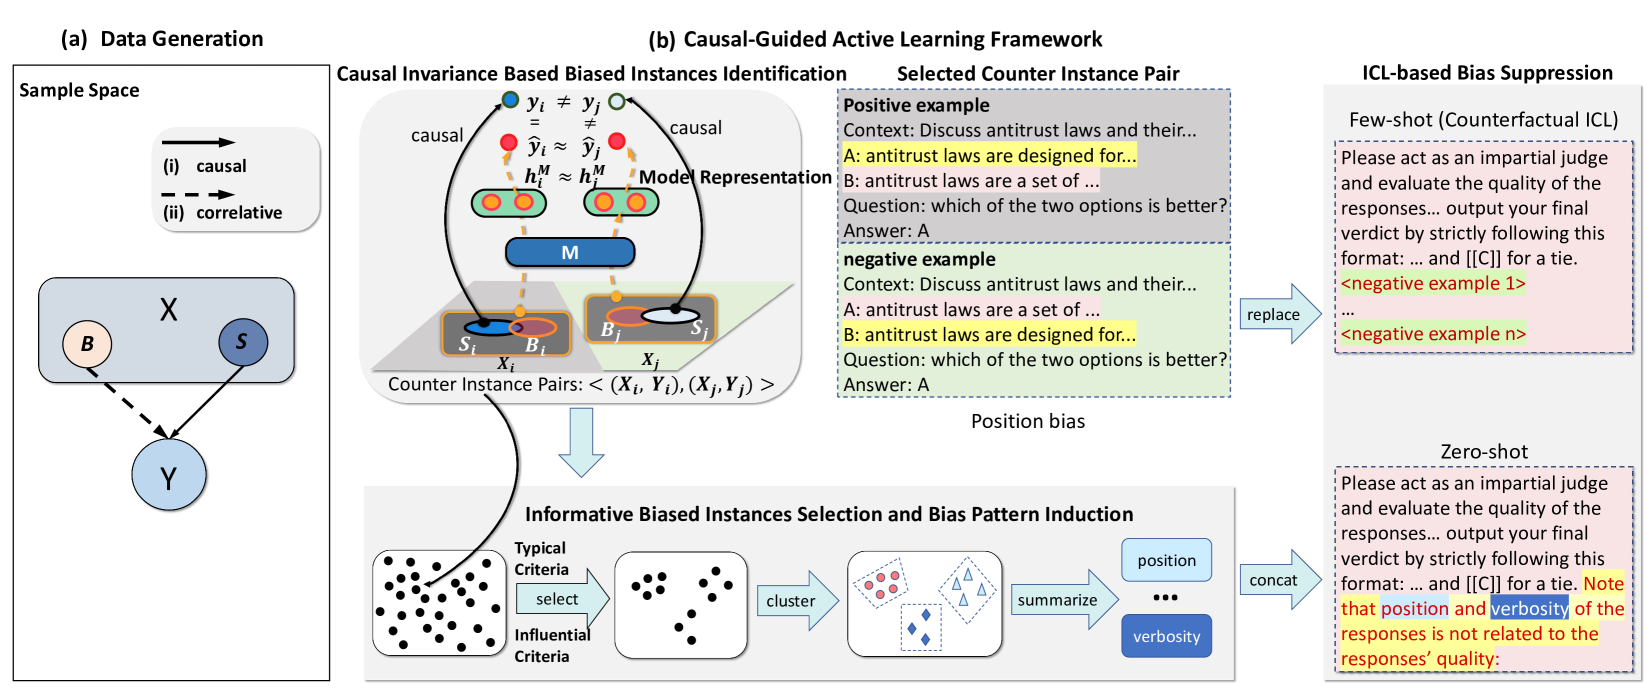 (a) Data Generation
Sample Space
(i) causal
(ii) correlative
X
B
S
Y
(b) Causal-Guided Active Learning Framework
Causal Invariance Based Biased Instances Identification
y_i ≠ y_j
= ≠
ŷ_i ≈ ŷ_j
h_i^M ≈ h_j^M
causal
causal
Model Representation
M
S_i B_i
X_i
B_j S_j
X_j
Counter Instance Pairs: < (X_i, Y_i), (X_j, Y_j) >
Selected Counter Instance Pair
Positive example
Context: Discuss antitrust laws and their...
A: antitrust laws are designed for...
B: antitrust laws are a set of ...
Question: which of the two options is better?
Answer: A
negative example
Context: Discuss antitrust laws and their...
A: antitrust laws are a set of ...
B: antitrust laws are designed for...
Question: which of the two options is better?
Answer: A
Position bias
replace
Informative Biased Instances Selection and Bias Pattern Induction
Typical
Criteria
select
Influential
Criteria
cluster
summarize
position
...
verbosity
concat
ICL-based Bias Suppression
Few-shot (Counterfactual ICL)
Please act as an impartial judge
and evaluate the quality of the
responses... output your final
verdict by strictly following this
format: ... and [[C]] for a tie.
<negative example 1>
...
<negative example n>
Zero-shot
Please act as an impartial judge
and evaluate the quality of the
responses... output your final
verdict by strictly following this
format: ... and [[C]] for a tie. Note
that position and verbosity of the
responses is not related to the
responses' quality: